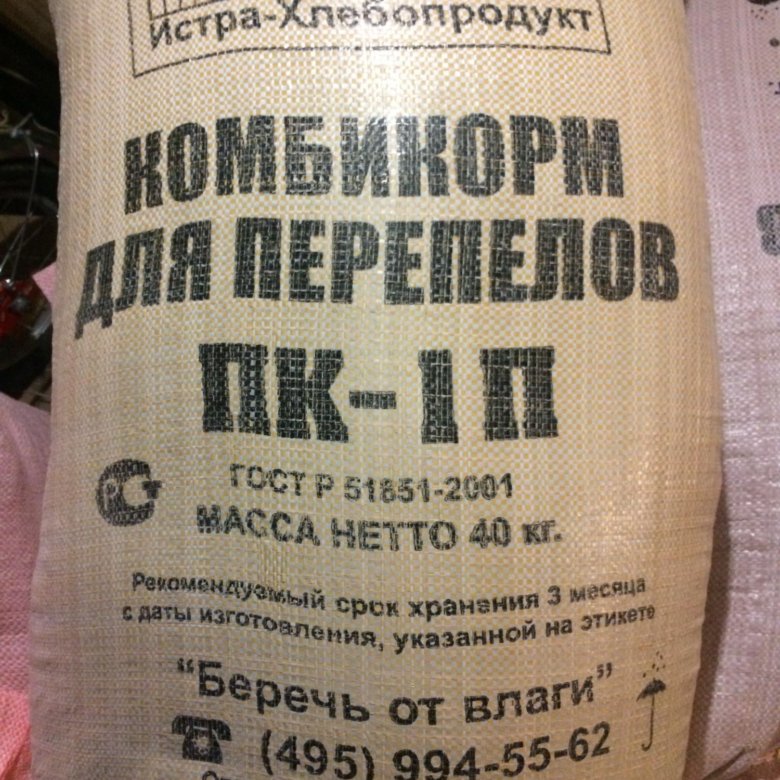 Истра-Хлебопродукт
КОМБИКОРМ
ДЛЯ ПЕРЕПЕЛОВ
ПК-1П
РСТ
ГОСТ Р 51851-2001
МАССА НЕТТО 40 кг.
Рекомендуемый срок хранения 3 месяца
с даты изготовления, указанной на этикете
"Беречь от влаги"
(495) 994-55-62